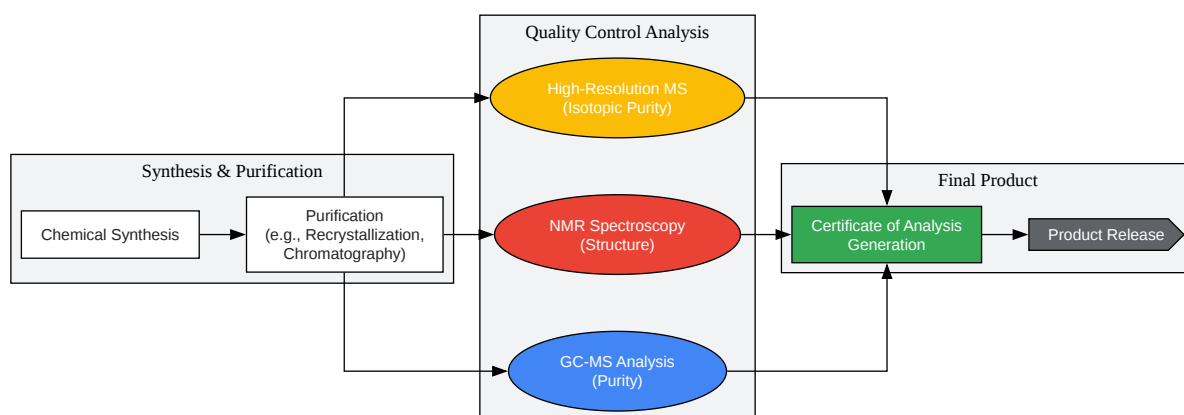 Quality Control Analysis
High-Resolution MS
(Isotopic Purity)
Synthesis & Purification
Chemical Synthesis
Purification
(e.g., Recrystallization,
Chromatography)
NMR Spectroscopy
(Structure)
GC-MS Analysis
(Purity)
Final Product
Certificate of Analysis
Generation
Product Release